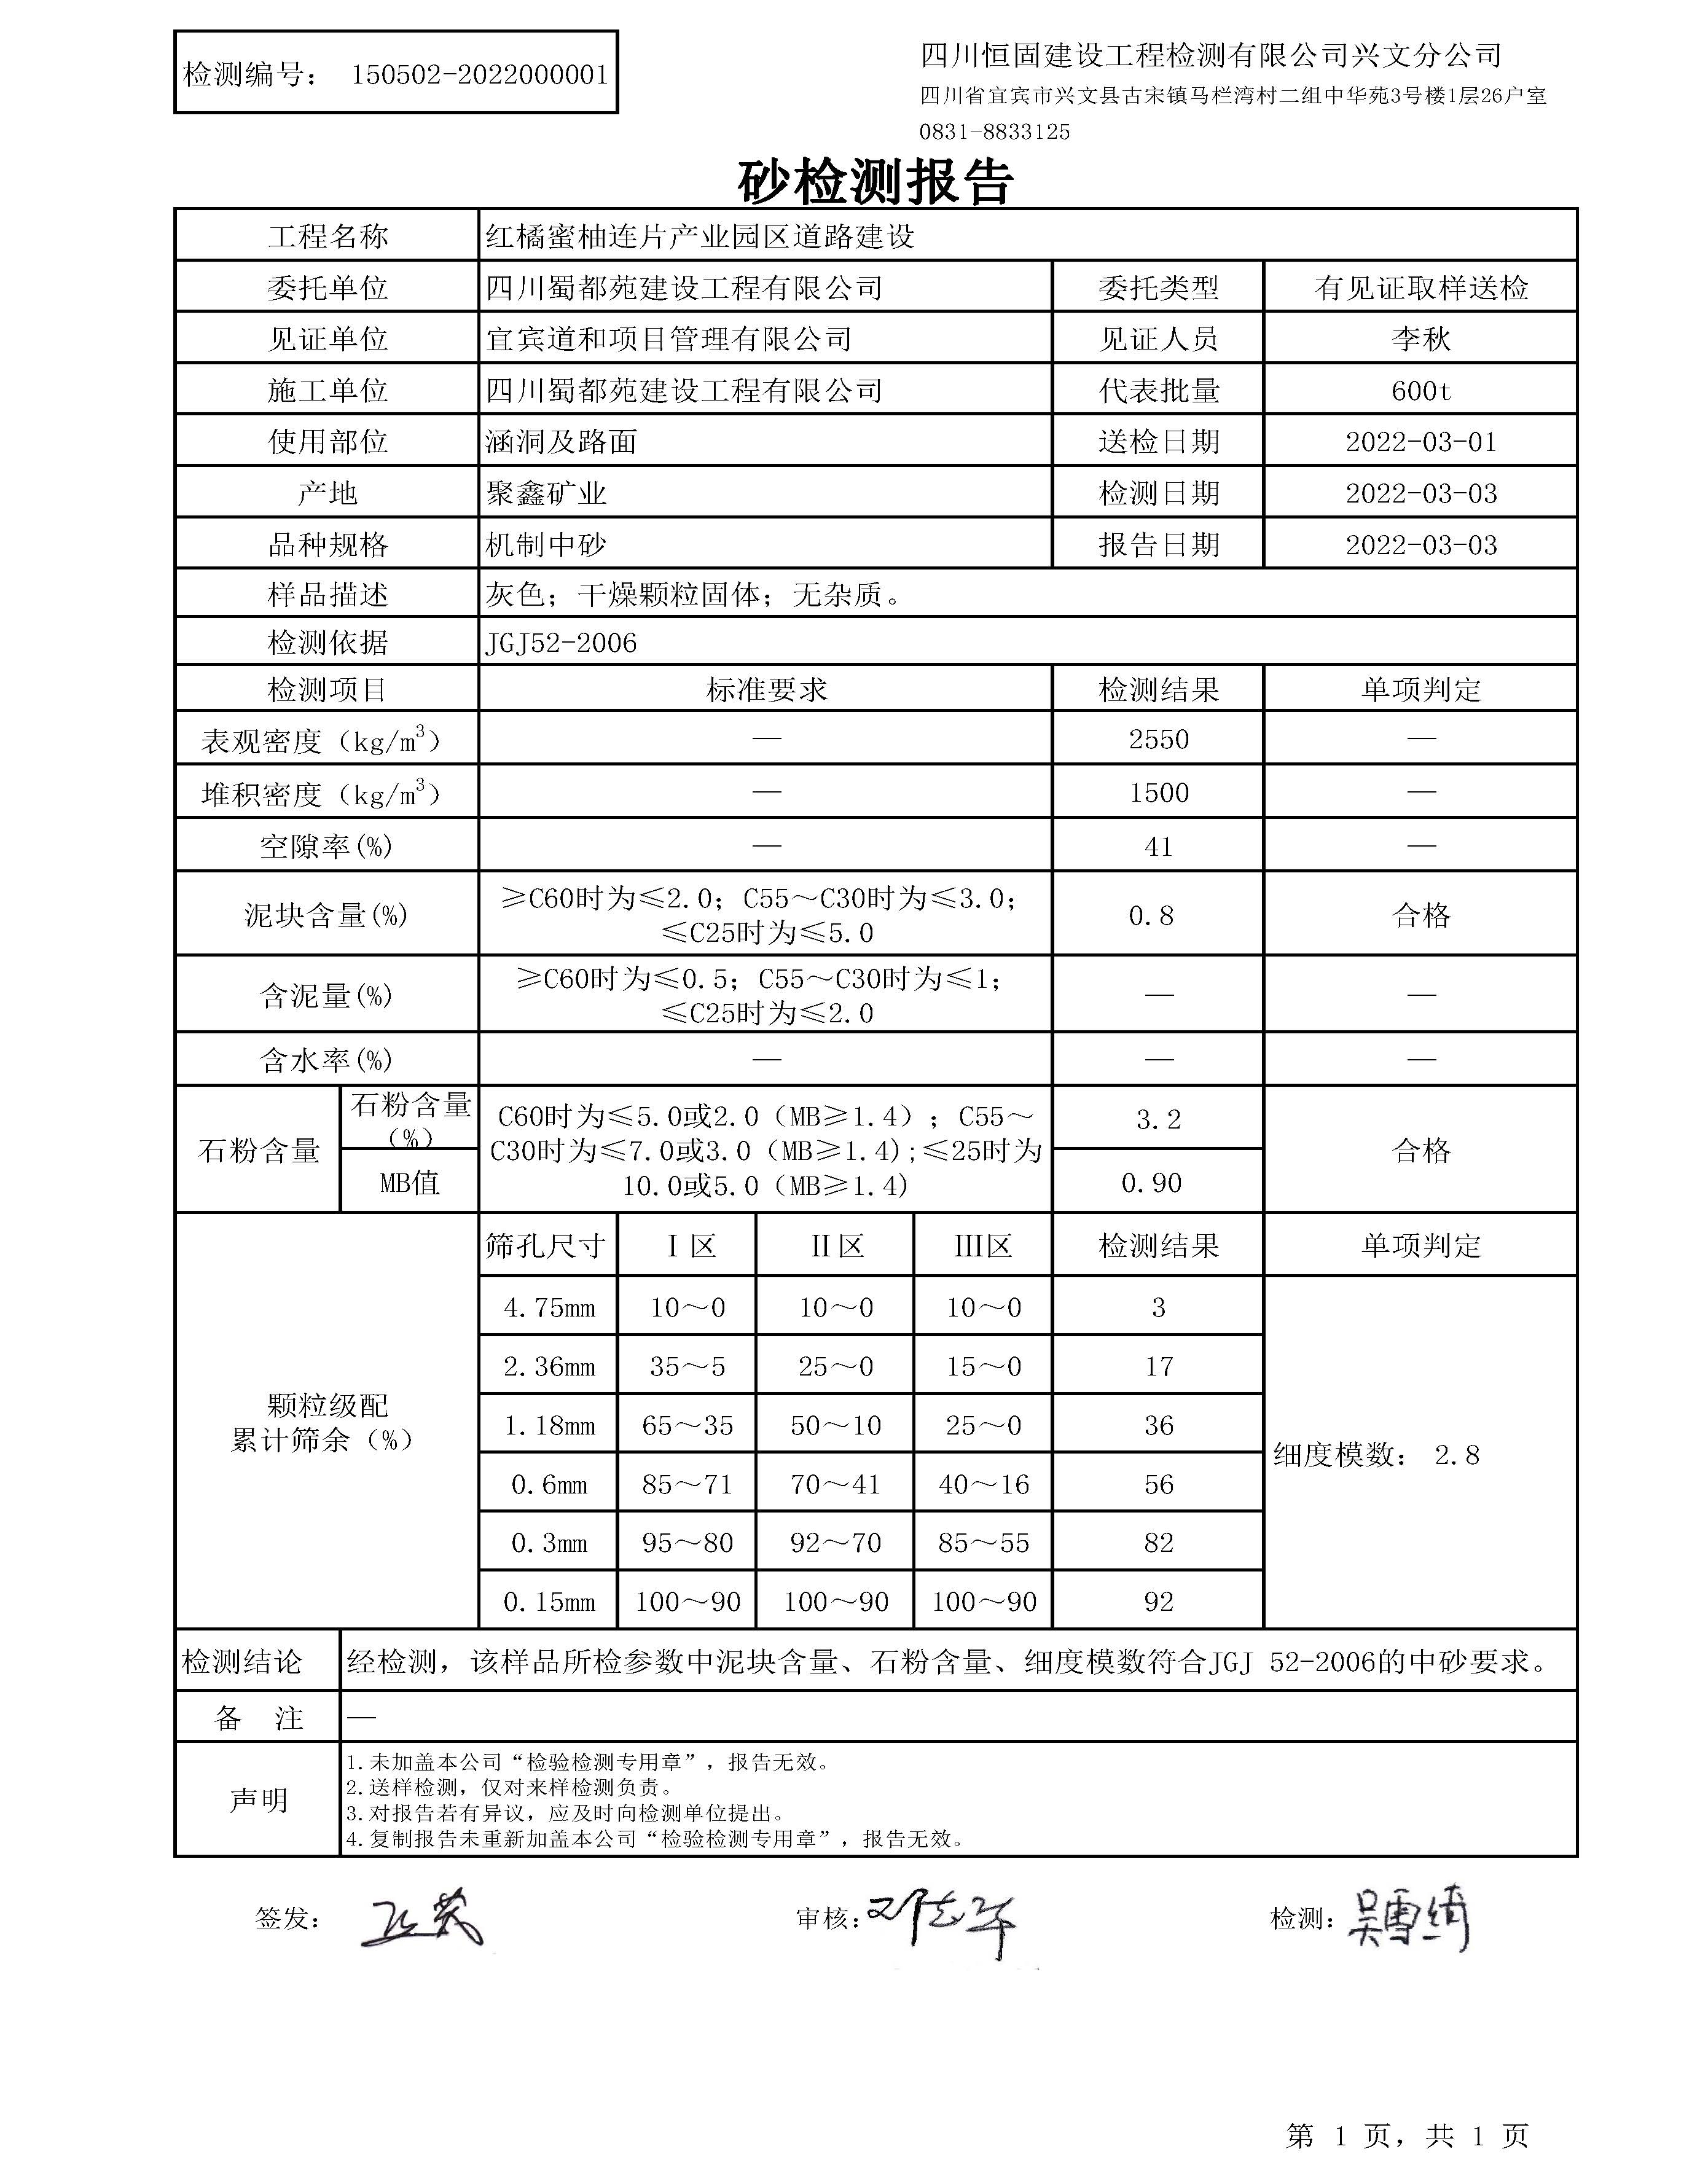 检测编号： 150502-2022000001
四川恒固建设工程检测有限公司兴文分公司
四川省宜宾市兴文县古宋镇马栏湾村二组中华苑3号楼1层26户室
0831-8833125
砂检测报告
工程名称 红橘蜜柚连片产业园区道路建设
委托单位 四川蜀都苑建设工程有限公司 委托类型 有见证取样送检
见证单位 宜宾道和项目管理有限公司 见证人员 李秋
施工单位 四川蜀都苑建设工程有限公司 代表批量 600t
使用部位 涵洞及路面 送检日期 2022-03-01
产地 聚鑫矿业 检测日期 2022-03-03
品种规格 机制中砂 报告日期 2022-03-03
样品描述 灰色；干燥颗粒固体；无杂质。
检测依据 JGJ52-2006
检测项目 标准要求 检测结果 单项判定
表观密度（kg/m³） — 2550 —
堆积密度（kg/m³） — 1500 —
空隙率(%) — 41 —
泥块含量(%) ≥C60时为≤2.0；C55～C30时为≤3.0；
≤C25时为≤5.0 0.8 合格
含泥量(%) ≥C60时为≤0.5；C55～C30时为≤1；
≤C25时为≤2.0 — —
含水率(%) — — —
石粉含量 石粉含量
（%） C60时为≤5.0或2.0（MB≥1.4）；C55～
C30时为≤7.0或3.0（MB≥1.4);≤25时为
10.0或5.0（MB≥1.4) 3.2 合格
MB值 0.90
颗粒级配
累计筛余（%）
筛孔尺寸 I区 II区 III区 检测结果 单项判定
4.75mm 10～0 10～0 10～0 3
2.36mm 35～5 25～0 15～0 17
1.18mm 65～35 50～10 25～0 36
细度模数： 2.8
0.6mm 85～71 70～41 40～16 56
0.3mm 95～80 92～70 85～55 82
0.15mm 100～90 100～90 100～90 92
检测结论 经检测，该样品所检参数中泥块含量、石粉含量、细度模数符合JGJ 52-2006的中砂要求。
备 注 —
声明
1.未加盖本公司“检验检测专用章”，报告无效。
2.送样检测，仅对来样检测负责。
3.对报告若有异议，应及时向检测单位提出。
4.复制报告未重新加盖本公司“检验检测专用章”，报告无效。
签发： 审核： 邓志华 检测： 吴雪绮
第 1 页，共 1 页